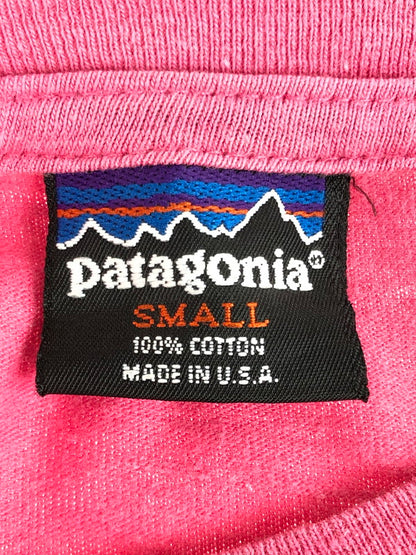 patagonia®
SMALL
100% COTTON
MADE IN U.S.A.